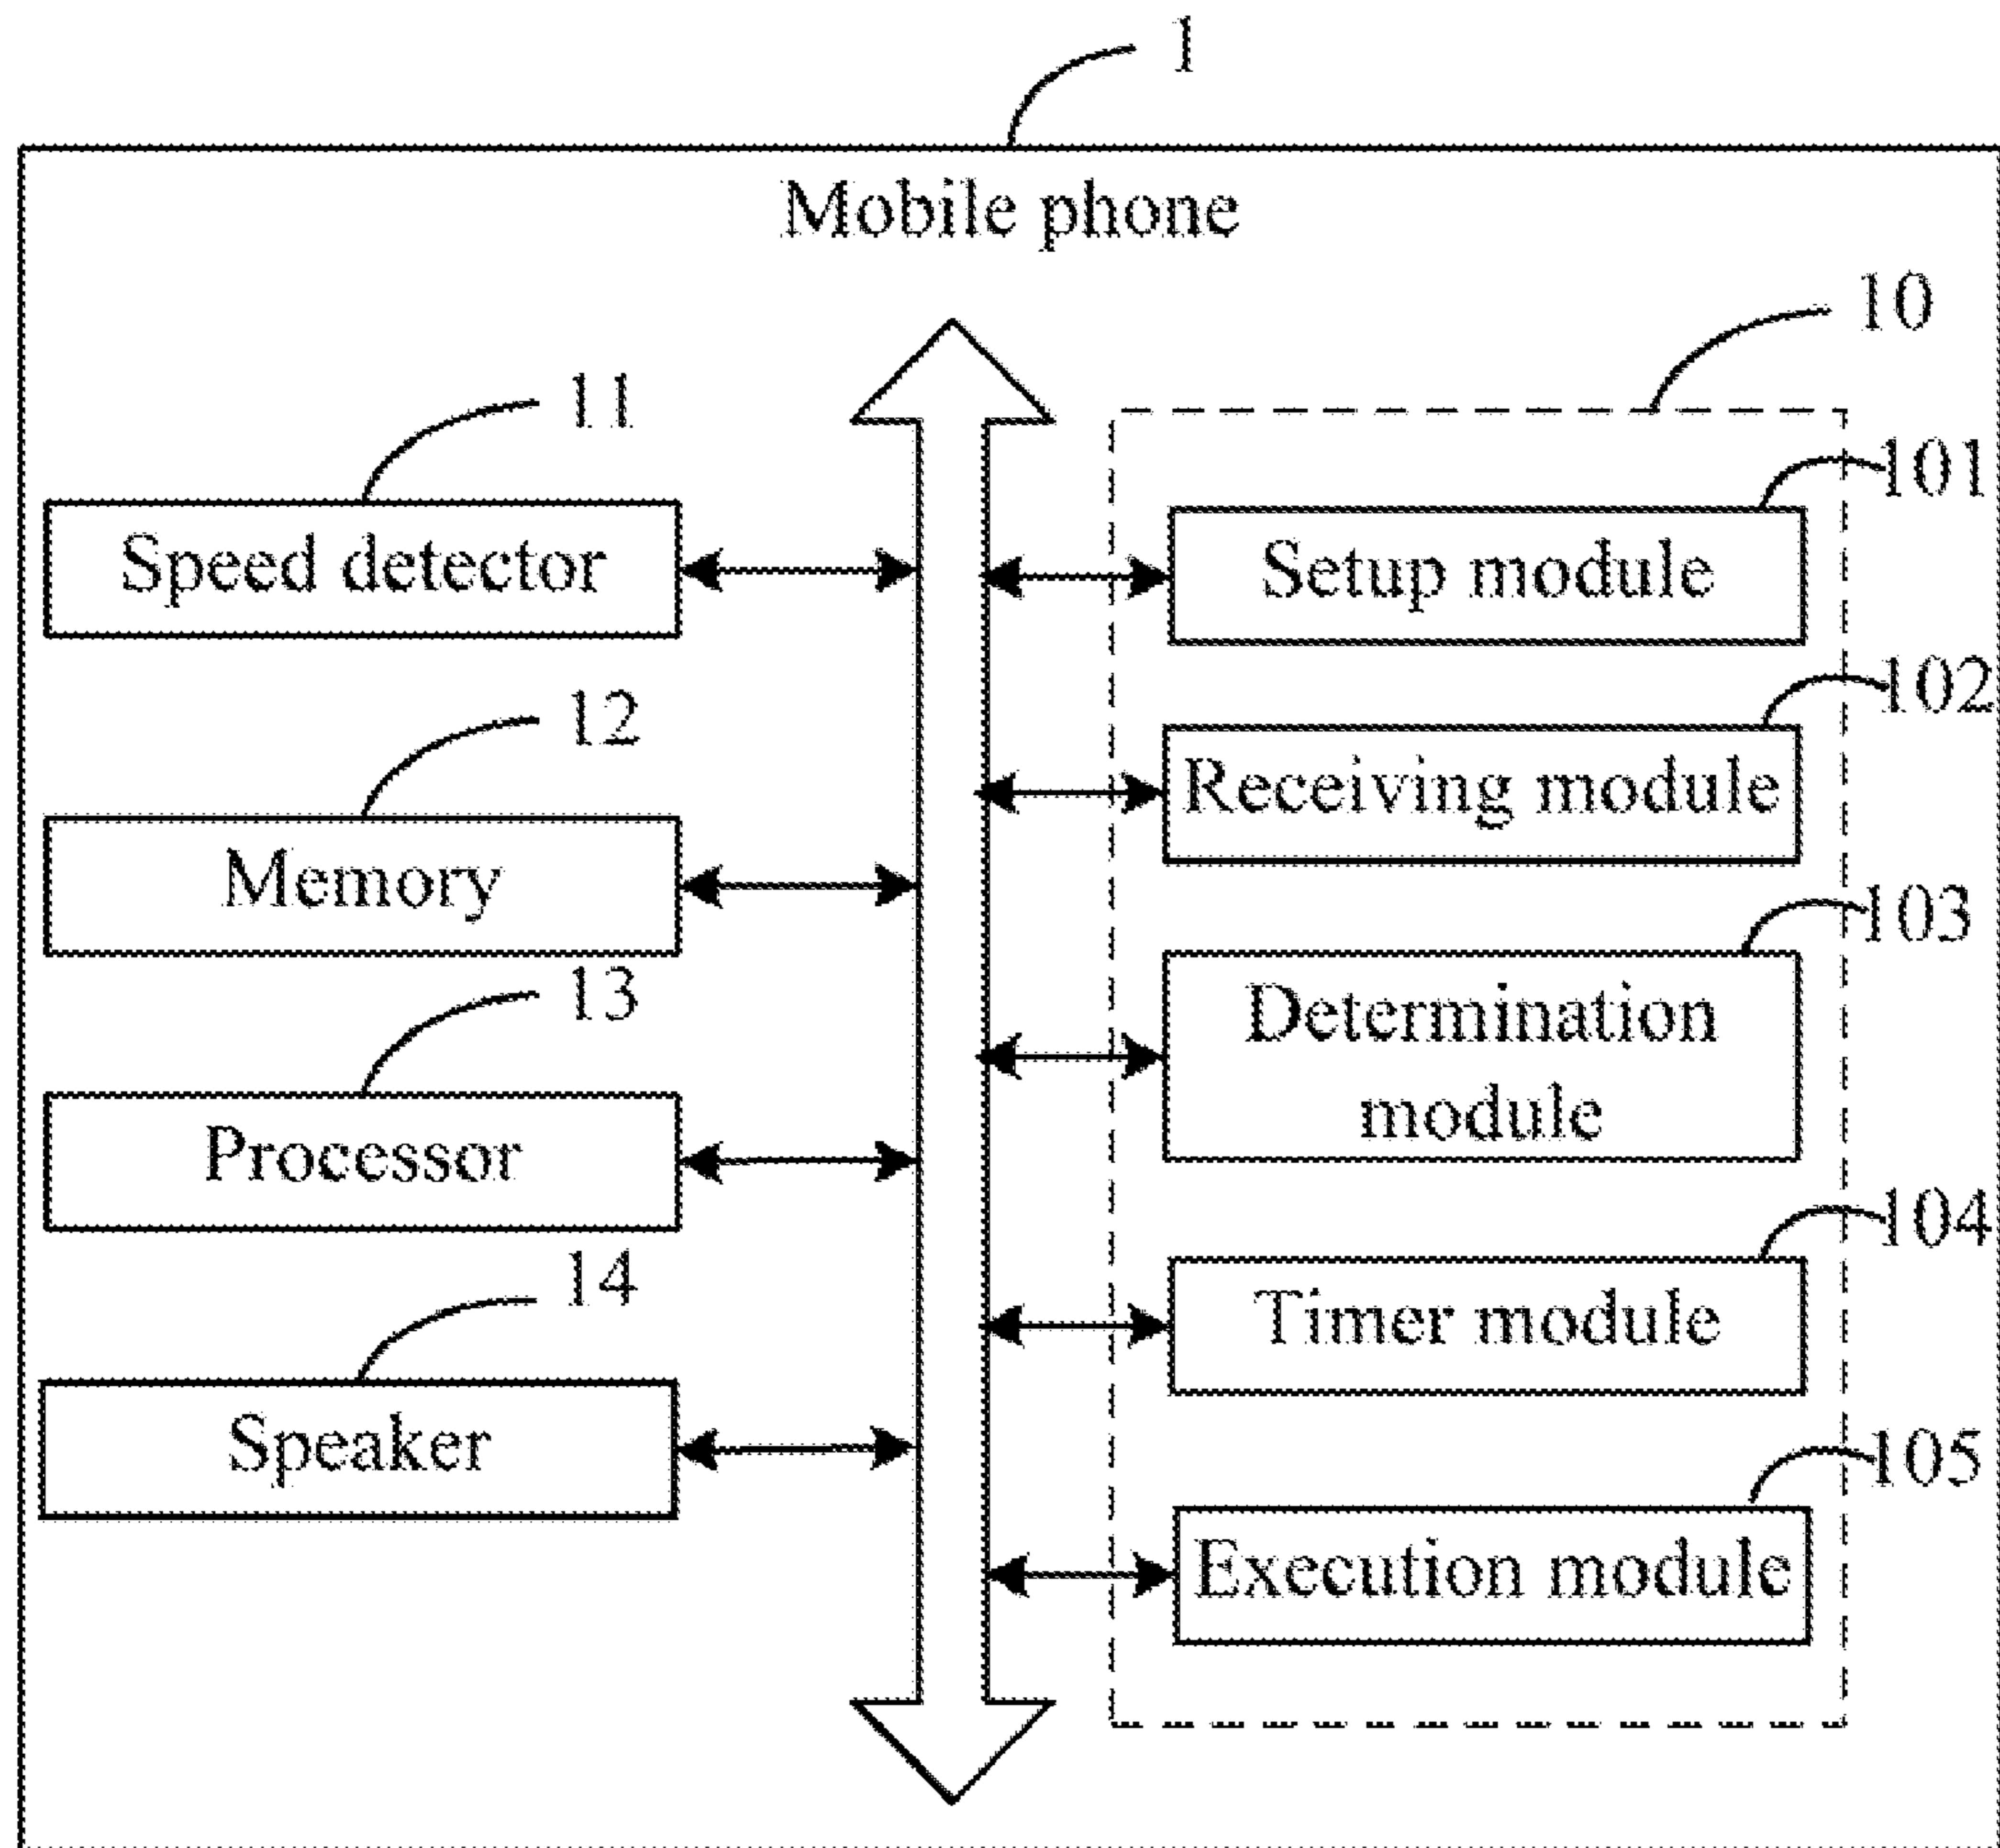 1
Mobile phone
10
11
Speed detector
12
Memory
13
Processor
14
Speaker
101
Setup module
102
Receiving module
103
Determination
module
104
Timer module
105
Execution module